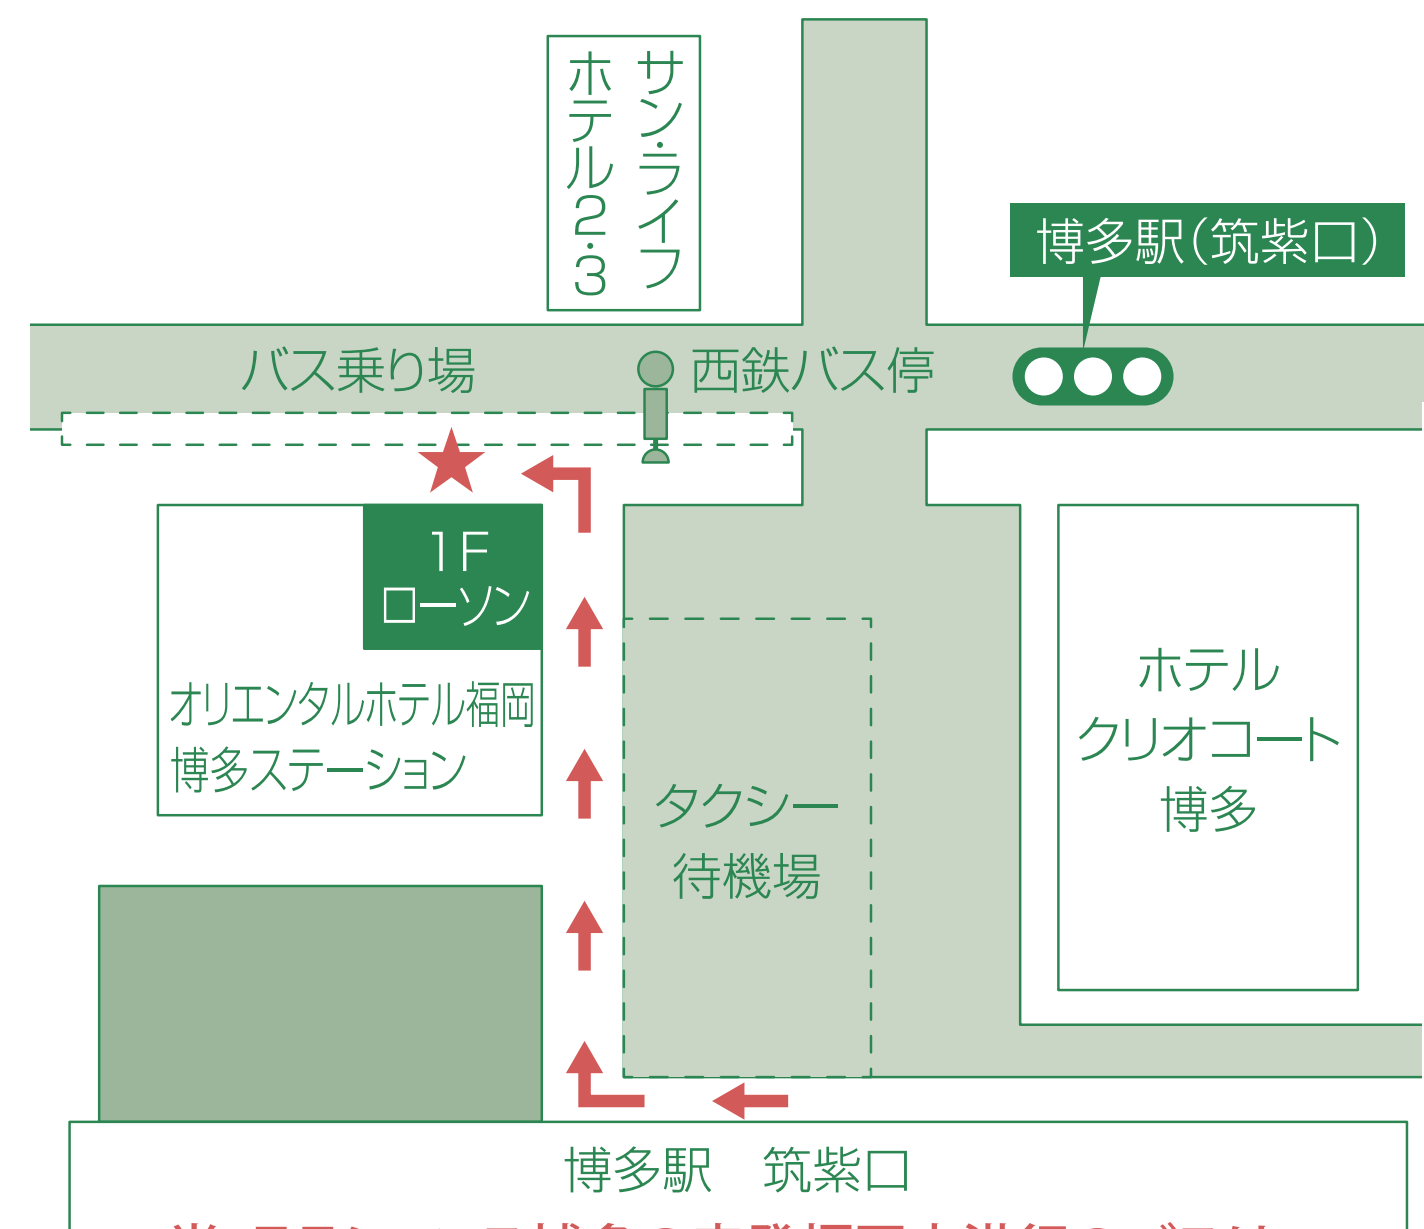 サン・ライフ
ホテル2・3
博多駅(筑紫口)
バス乗り場
西鉄バス停
1F
ローソン
オリエンタルホテル福岡
博多ステーション
ホテル
クリオコート
博多
タクシー
待機場
博多駅 筑紫口